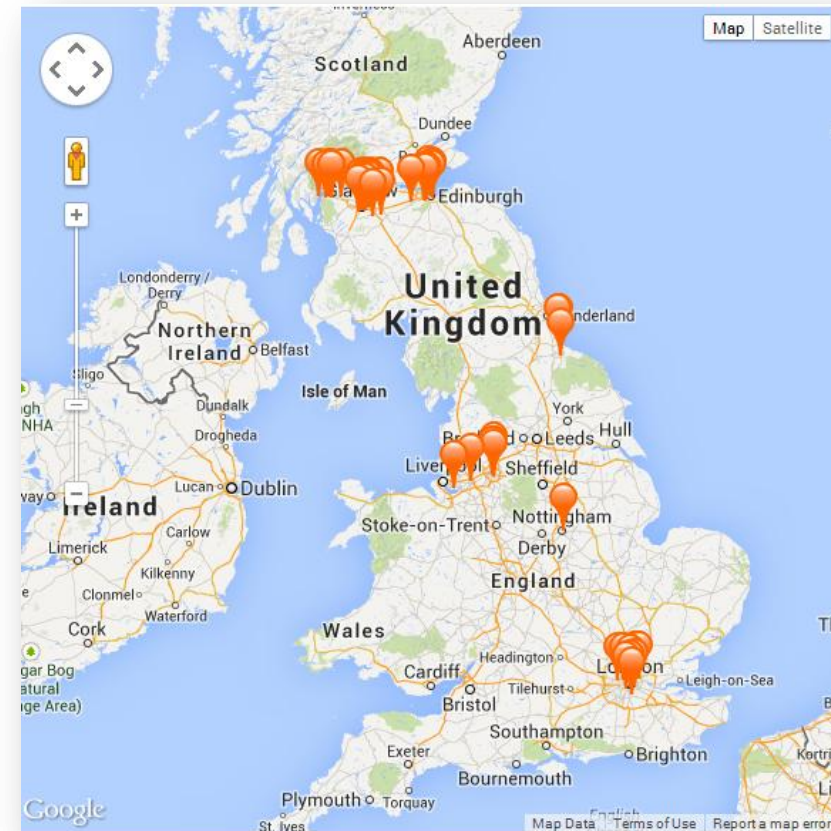 Map Satellite
Aberdeen
Scotland
Dundee
Edinburgh
United
Kingdom
Londonderry /
Derry
Northern
Ireland
Belfast
Sligo
Isle of Man
Dundalk
Drogheda
York
Hull
Leeds
Sheffield
Lucan
Dublin
Ireland
Stoke-on-Trent
Nottingham
Derby
Carlow
Limerick
England
Kilkenny
Clonmel
Waterford
Cork
Wales
Headington
Leigh-on-Sea
Cardiff
Tilehurst
Bristol
Southampton
Brighton
Exeter
Bournemouth
Plymouth
Torquay
St. Ives
Google
Map Data Terms of Use Report a map error